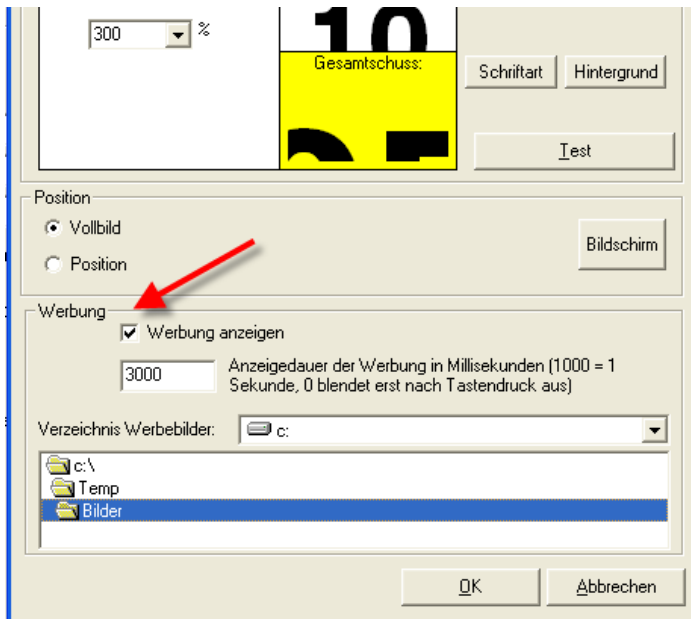 300 %
10
Gesamtschuss:
Schriftart Hintergrund
Test
Position
Vollbild
Position
Bildschirm
Werbung
Werbung anzeigen
3000
Anzeigedauer der Werbung in Millisekunden (1000 = 1
Sekunde, 0 blendet erst nach Tastendruck aus)
Verzeichnis Werbebilder: c:
c:\
Temp
Bilder
OK Abbrechen